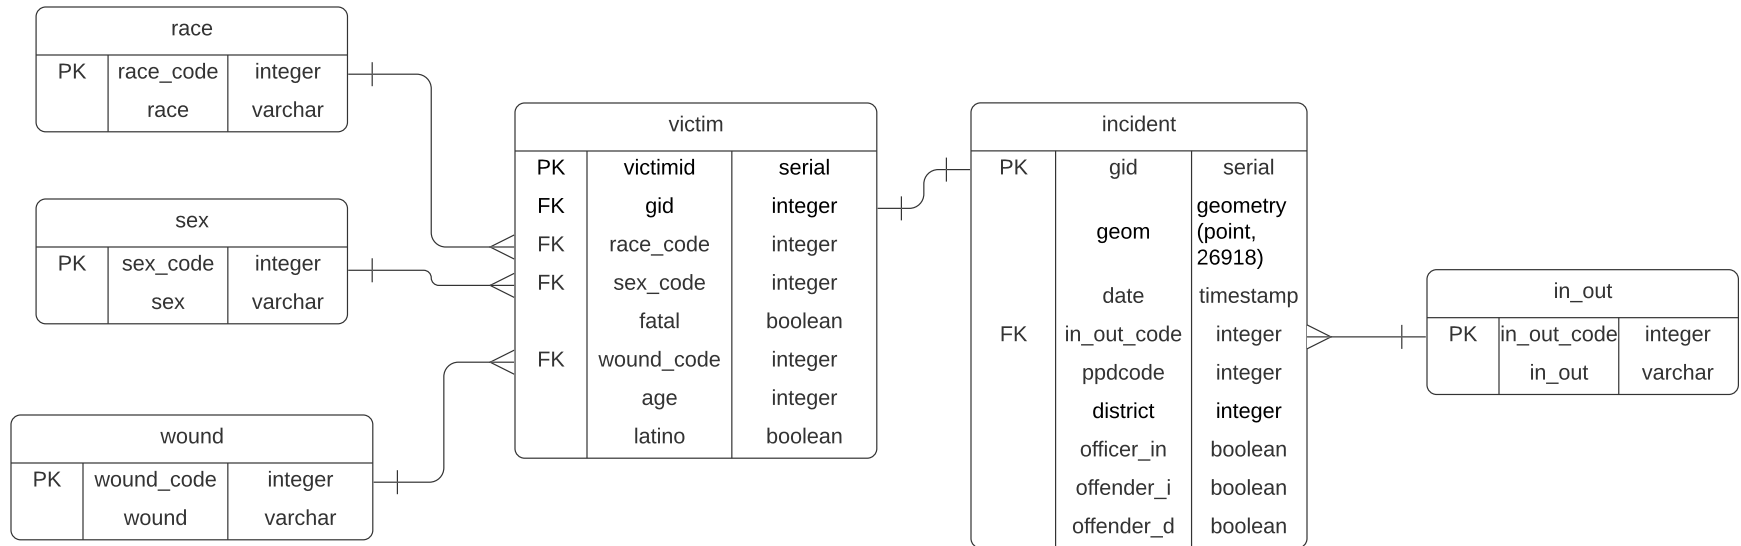 race
PK race_code integer
race varchar
sex
PK sex_code integer
sex varchar
wound
PK wound_code integer
wound varchar
victim
PK victimid serial
FK gid integer
FK race_code integer
FK sex_code integer
fatal boolean
FK wound_code integer
age integer
latino boolean
incident
PK gid serial
geom geometry
(point,
26918)
date timestamp
FK in_out_code integer
ppdcode integer
district integer
officer_in boolean
offender_i boolean
offender_d boolean
in_out
PK in_out_code integer
in_out varchar